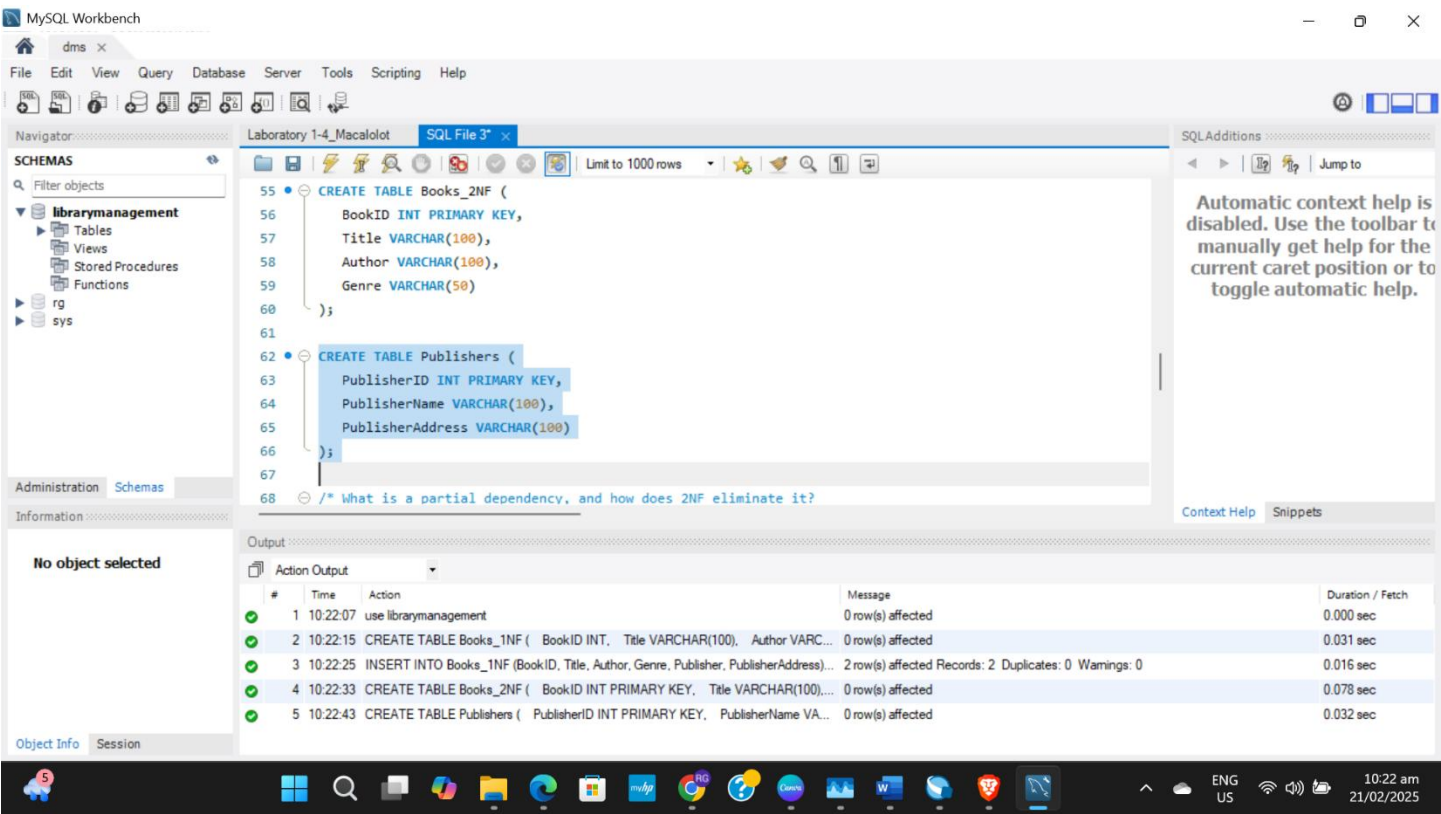 MySQL Workbench
dms
File Edit View Query Database Server Tools Scripting Help
Navigator
SCHEMAS
Filter objects
librarymanagement
Tables
Views
Stored Procedures
Functions
rg
sys
Administration Schemas
Information
No object selected
Object Info Session
Laboratory 1-4_Macalolot SQL File 3*
Limit to 1000 rows
55 CREATE TABLE Books_2NF (
56 BookID INT PRIMARY KEY,
57 Title VARCHAR(100),
58 Author VARCHAR(100),
59 Genre VARCHAR(50)
60 );
61
62 CREATE TABLE Publishers (
63 PublisherID INT PRIMARY KEY,
64 PublisherName VARCHAR(100),
65 PublisherAddress VARCHAR(100)
66 );
67
68 /* What is a partial dependency, and how does 2NF eliminate it?
SQLAdditions
Jump to
Automatic context help is
disabled. Use the toolbar to
manually get help for the
current caret position or to
toggle automatic help.
Context Help Snippets
Output
Action Output
# Time Action Message Duration / Fetch
1 10:22:07 use librarymanagement 0 row(s) affected 0.000 sec
2 10:22:15 CREATE TABLE Books_1NF ( BookID INT, Title VARCHAR(100), Author VARC... 0 row(s) affected 0.031 sec
3 10:22:25 INSERT INTO Books_1NF (BookID, Title, Author, Genre, Publisher, PublisherAddress)... 2 row(s) affected Records: 2 Duplicates: 0 Warnings: 0 0.016 sec
4 10:22:33 CREATE TABLE Books_2NF ( BookID INT PRIMARY KEY, Title VARCHAR(100),... 0 row(s) affected 0.078 sec
5 10:22:43 CREATE TABLE Publishers ( PublisherID INT PRIMARY KEY, PublisherName VA... 0 row(s) affected 0.032 sec
5
myhp
RG
Canva
W
ENG
US
10:22 am
21/02/2025